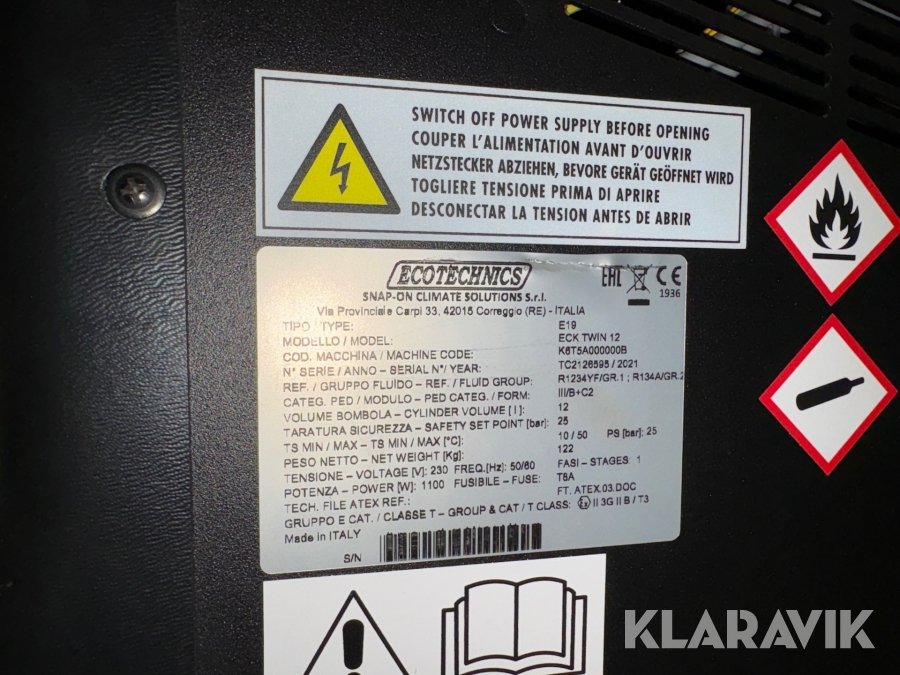 SWITCH OFF POWER SUPPLY BEFORE OPENING
COUPER L'ALIMENTATION AVANT D'OUVRIR
NETZSTECKER ABZIEHEN, BEVORE GERÄT GEÖFFNET WIRD
TOGLIERE TENSIONE PRIMA DI APRIRE
DESCONECTAR LA TENSION ANTES DE ABRIR
ECOTECHNICS
SNAP-ON CLIMATE SOLUTIONS S.r.l.
EAC CE
1936
Via Provinciale Carpi 33, 42015 Correggio (RE) - ITALIA
TIPO / TYPE: E19
MODELLO / MODEL: ECK TWIN 12
COD. MACCHINA / MACHINE CODE: K6T5A000000B
N° SERIE / ANNO – SERIAL N°/ YEAR: TC2126595 / 2021
REF. / GRUPPO FLUIDO – REF. / FLUID GROUP: R1234YF/GR.1 ; R134A/GR.2
CATEG. PED / MODULO – PED CATEG. / FORM: III/B+C2
VOLUME BOMBOLA – CYLINDER VOLUME [ l ]: 12
TARATURA SICUREZZA – SAFETY SET POINT [bar]: 25
TS MIN / MAX – TS MIN / MAX [°C]: 10 / 50 PS [bar]: 25
PESO NETTO – NET WEIGHT [Kg]: 122
TENSIONE – VOLTAGE [V]: 230 FREQ.[Hz]: 50/60 FASI – STAGES: 1
POTENZA – POWER [W]: 1100 FUSIBILE – FUSE: T8A
TECH. FILE ATEX REF.: FT. ATEX.03.DOC
GRUPPO E CAT. / CLASSE T – GROUP & CAT / T CLASS: Ex II 3G II B / T3
Made in ITALY
S/N
KLARAVIK